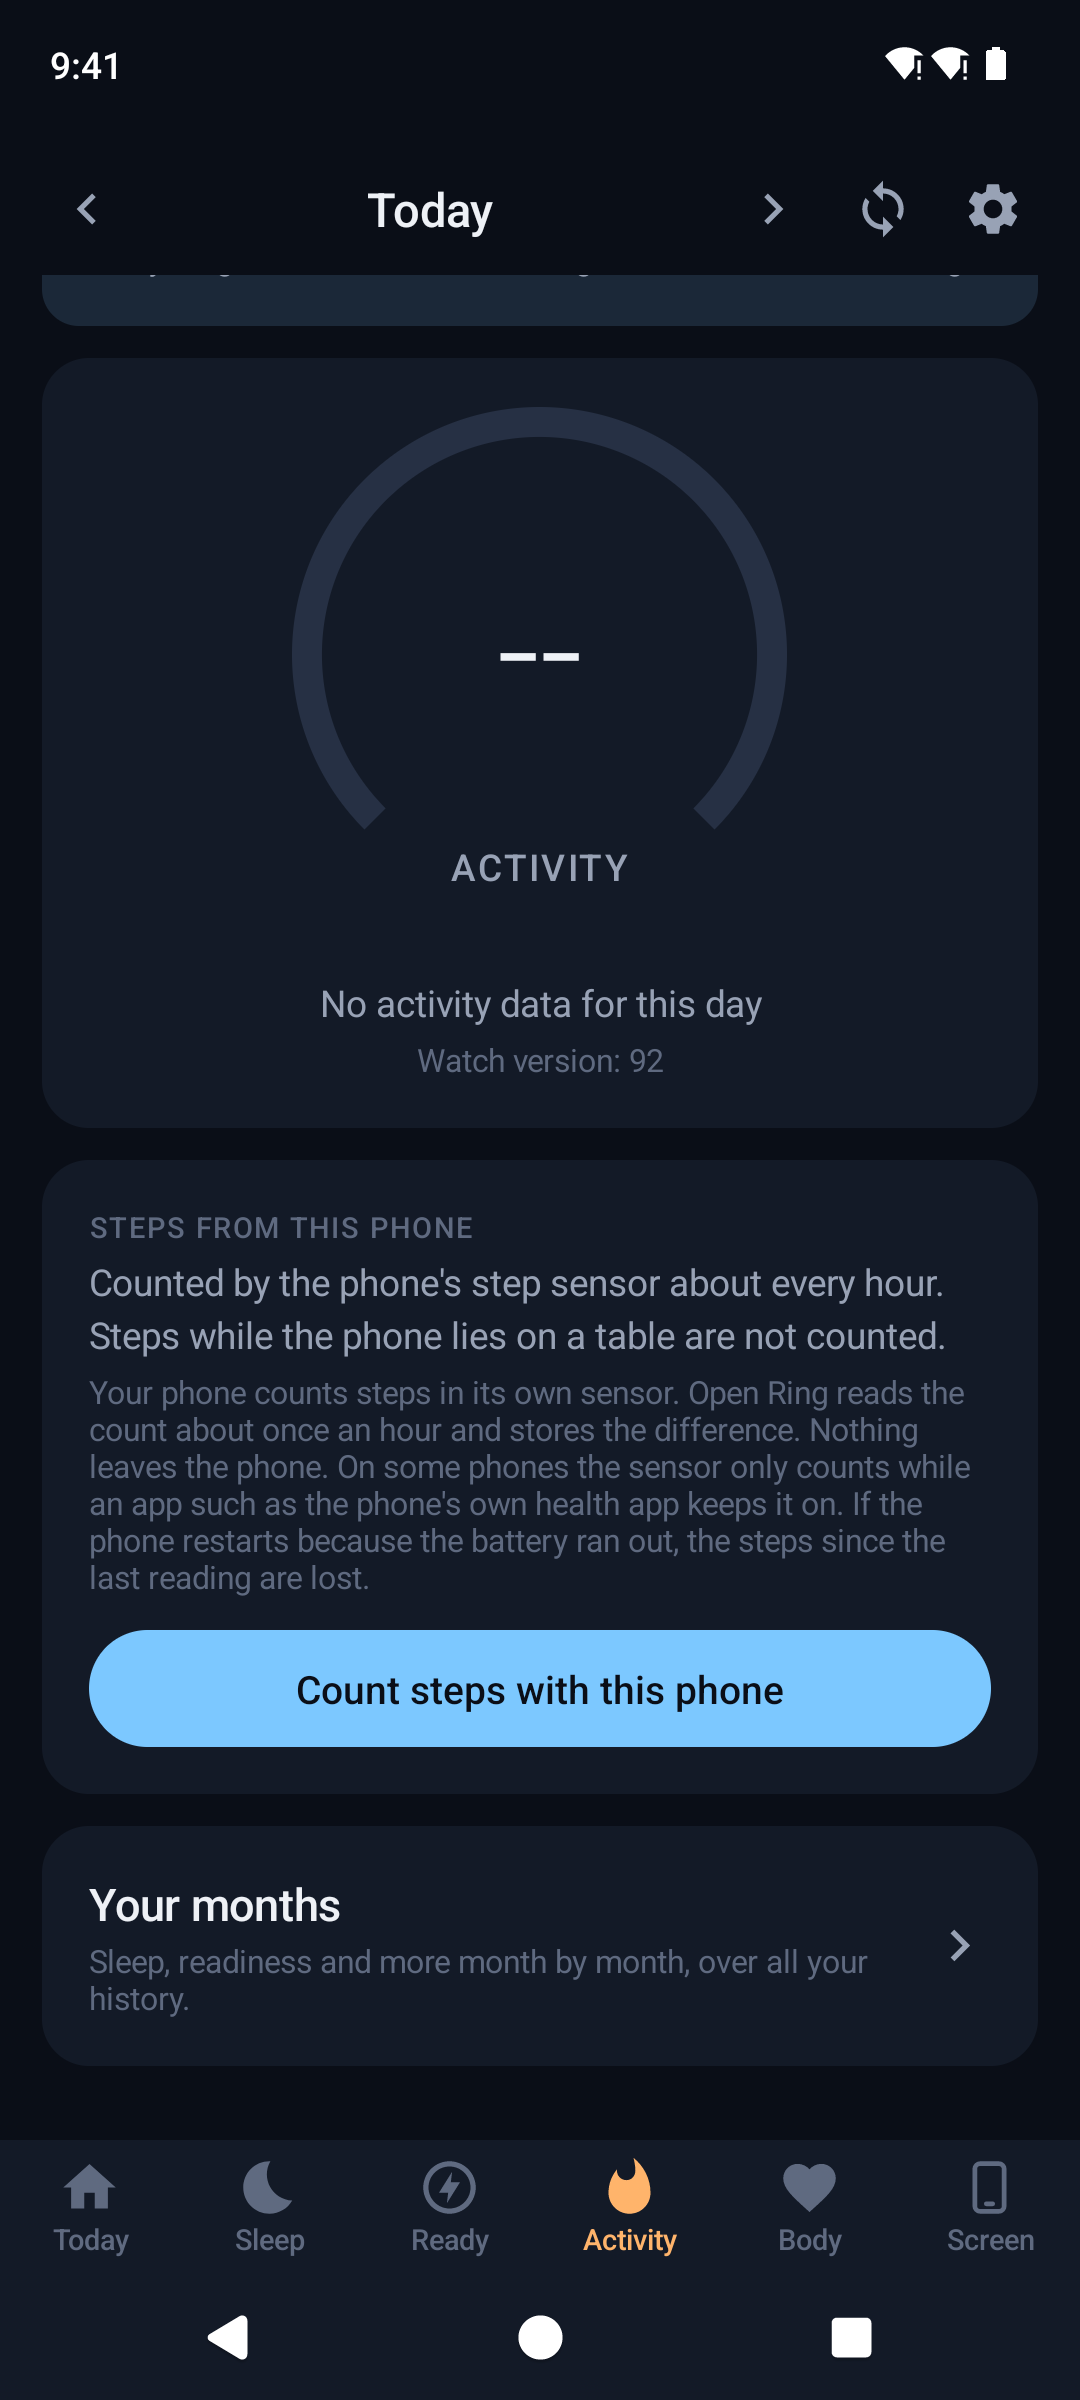 9:41
Today
--
ACTIVITY
No activity data for this day
Watch version: 92
STEPS FROM THIS PHONE
Counted by the phone's step sensor about every hour.
Steps while the phone lies on a table are not counted.
Your phone counts steps in its own sensor. Open Ring reads the
count about once an hour and stores the difference. Nothing
leaves the phone. On some phones the sensor only counts while
an app such as the phone's own health app keeps it on. If the
phone restarts because the battery ran out, the steps since the
last reading are lost.
Count steps with this phone
Your months
Sleep, readiness and more month by month, over all your
history.
Today Sleep Ready Activity Body Screen